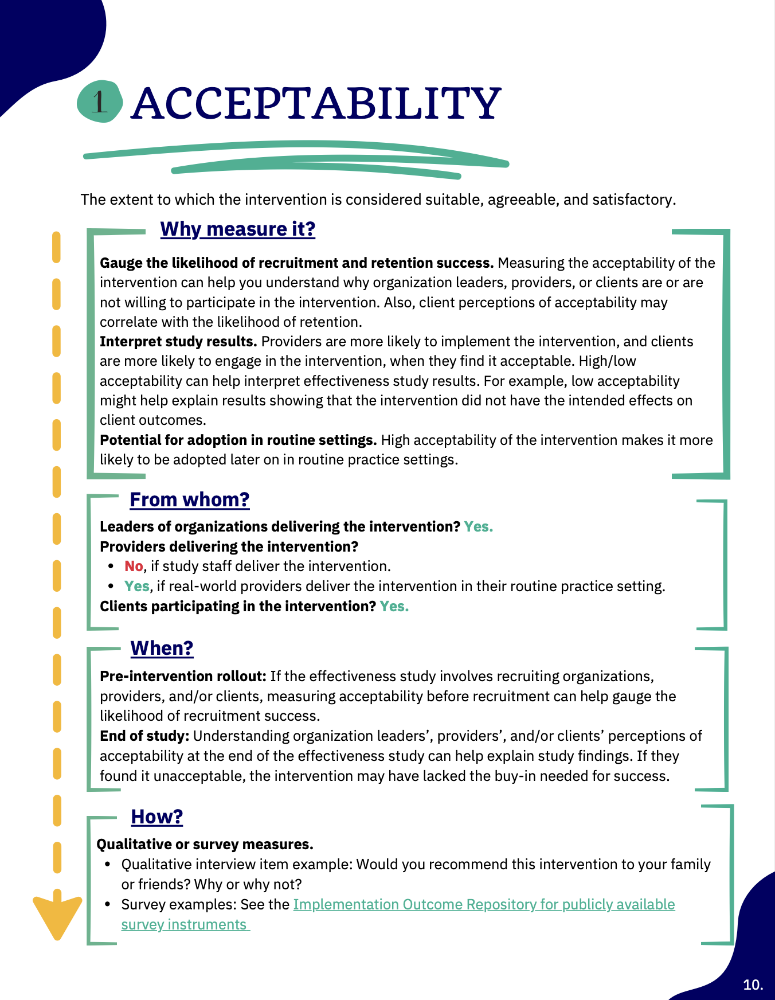 1 ACCEPTABILITY
The extent to which the intervention is considered suitable, agreeable, and satisfactory.
Why measure it?
Gauge the likelihood of recruitment and retention success. Measuring the acceptability of the
intervention can help you understand why organization leaders, providers, or clients are or are
not willing to participate in the intervention. Also, client perceptions of acceptability may
correlate with the likelihood of retention.
Interpret study results. Providers are more likely to implement the intervention, and clients
are more likely to engage in the intervention, when they find it acceptable. High/low
acceptability can help interpret effectiveness study results. For example, low acceptability
might help explain results showing that the intervention did not have the intended effects on
client outcomes.
Potential for adoption in routine settings. High acceptability of the intervention makes it more
likely to be adopted later on in routine practice settings.
From whom?
Leaders of organizations delivering the intervention? Yes.
Providers delivering the intervention?
• No, if study staff deliver the intervention.
• Yes, if real-world providers deliver the intervention in their routine practice setting.
Clients participating in the intervention? Yes.
When?
Pre-intervention rollout: If the effectiveness study involves recruiting organizations,
providers, and/or clients, measuring acceptability before recruitment can help gauge the
likelihood of recruitment success.
End of study: Understanding organization leaders’, providers’, and/or clients’ perceptions of
acceptability at the end of the effectiveness study can help explain study findings. If they
found it unacceptable, the intervention may have lacked the buy-in needed for success.
How?
Qualitative or survey measures.
• Qualitative interview item example: Would you recommend this intervention to your family
or friends? Why or why not?
• Survey examples: See the Implementation Outcome Repository for publicly available
survey instruments
10.